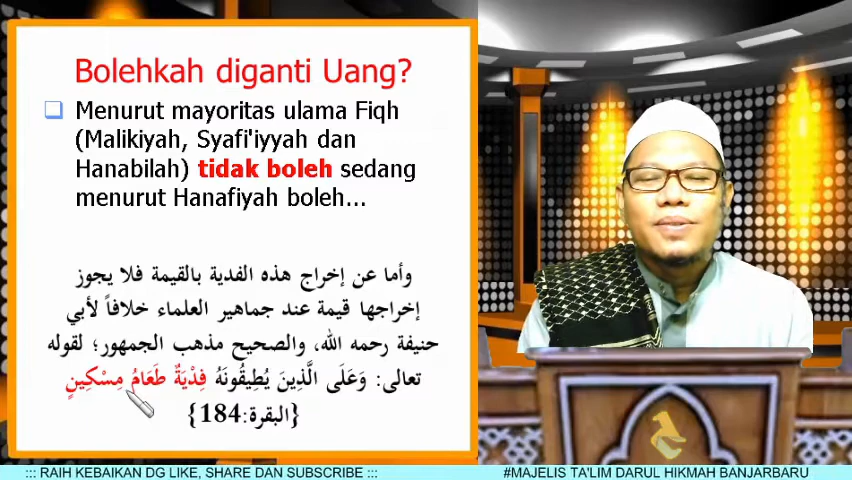 Bolehkah diganti Uang?
Menurut mayoritas ulama Fiqh
(Malikiyah, Syafi'iyyah dan
Hanabilah) tidak boleh sedang
menurut Hanafiyah boleh...
وأما عن إخراج هذه الفدية بالقيمة فلا يجوز
إخراجها قيمة عند جماهير العلماء خلافاً لأبي
حنيفة رحمه الله، والصحيح مذهب الجمهور؛ لقوله
تعالى: وَعَلَى الَّذِينَ يُطِيقُونَهُ فِدْيَةٌ طَعَامُ مِسْكِينٍ
{البقرة:184}
::: RAIH KEBAIKAN DG LIKE, SHARE DAN SUBSCRIBE :::
#MAJELIS TA'LIM DARUL HIKMAH BANJARBARU